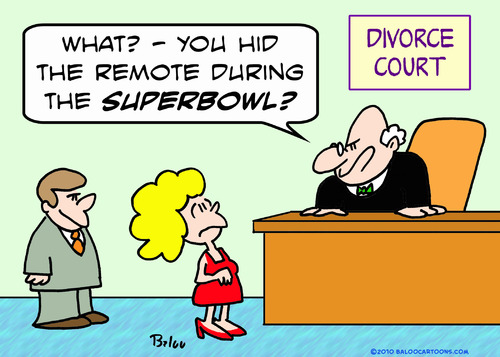 WHAT? - YOU HID
THE REMOTE DURING
THE SUPERBOWL?
DIVORCE
COURT
Baloo
©2010 BALOOCARTOONS.COM